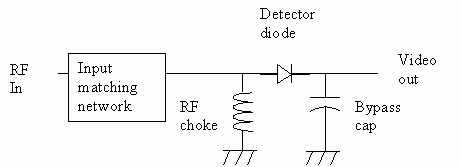 Detector
diode
RF
In
Input
matching
network
Video
out
RF
choke
Bypass
cap